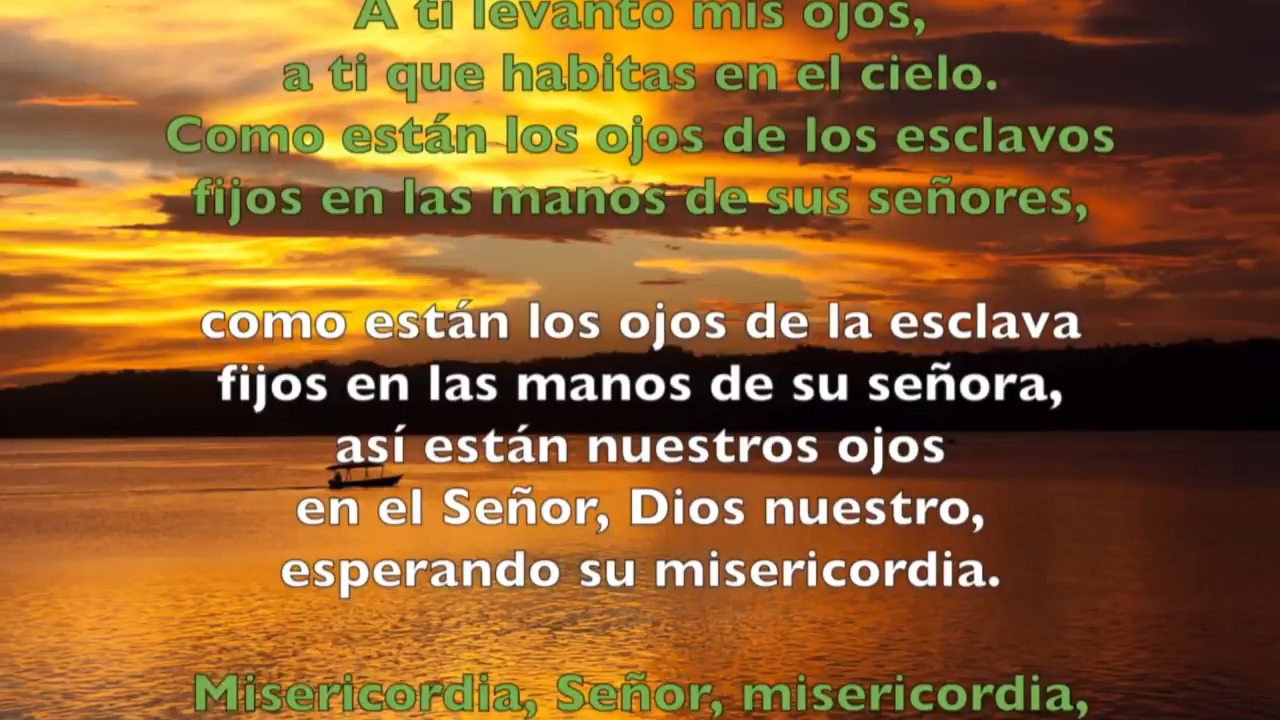 A ti levanto mis ojos,
a ti que habitas en el cielo.
Como están los ojos de los esclavos
fijos en las manos de sus señores,
como están los ojos de la esclava
fijos en las manos de su señora,
así están nuestros ojos
en el Señor, Dios nuestro,
esperando su misericordia.
Misericordia, Señor, misericordia,